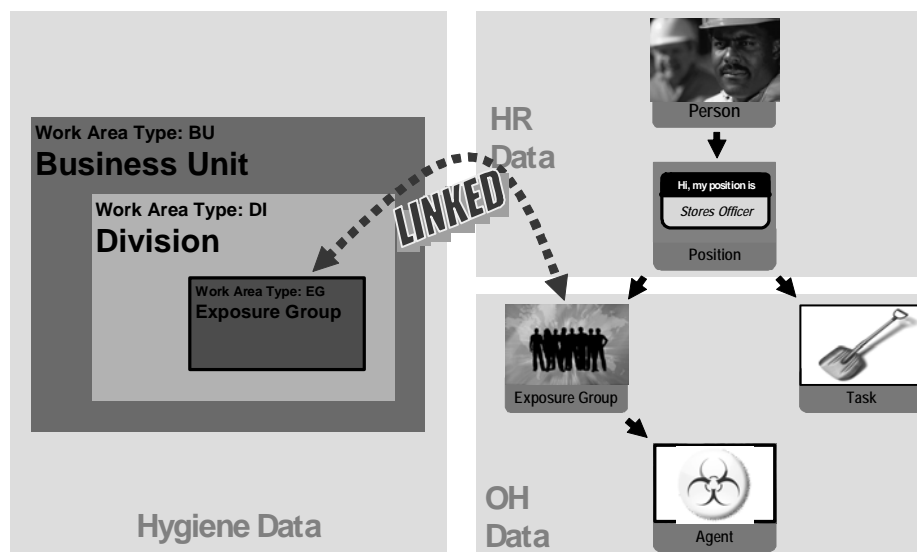 Work Area Type: BU
Business Unit
Work Area Type: DI
Division
Work Area Type: EG
Exposure Group
Hygiene Data
LINKED
HR
Data
Person
Hi, my position is
Stores Officer
Position
Exposure Group
Task
OH
Data
Agent